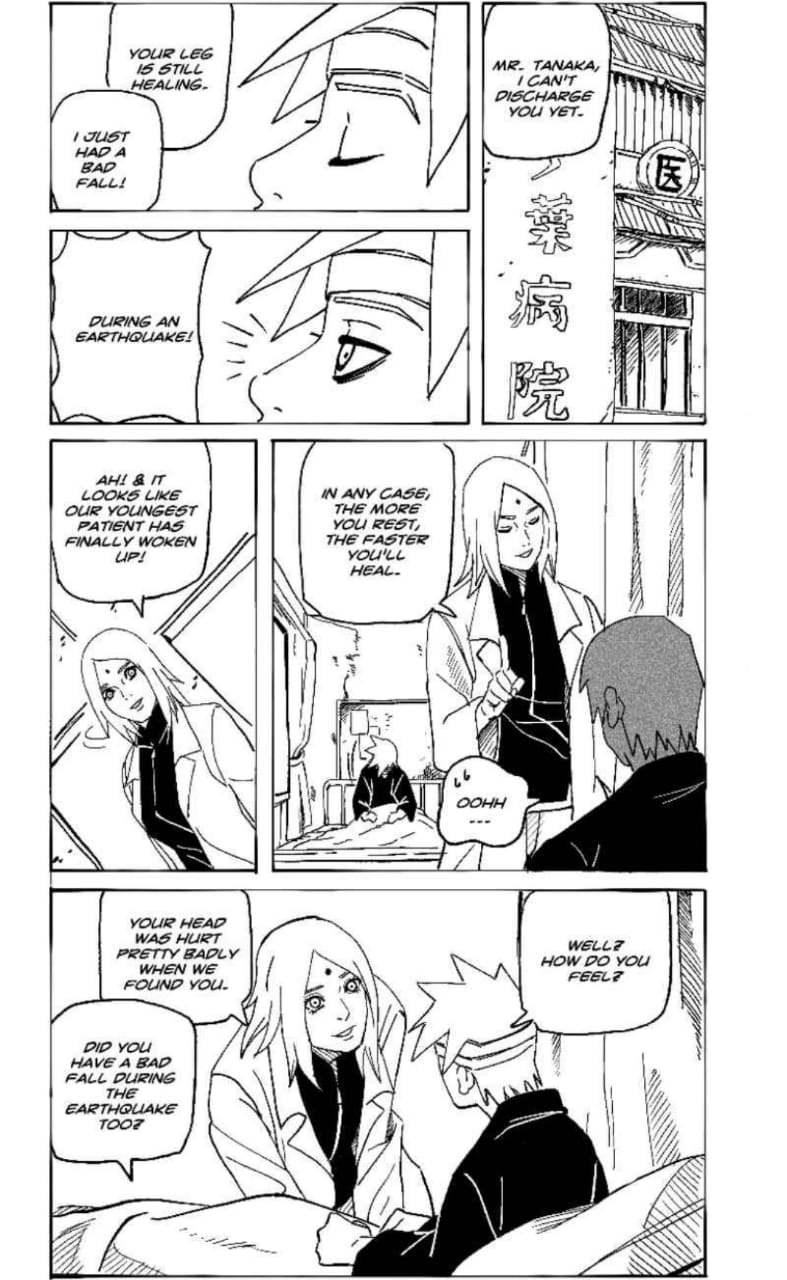 MR. TANAKA,
I CAN'T
DISCHARGE
YOU YET.
医
ノ
葉
病
院
YOUR LEG
IS STILL
HEALING.
I JUST
HAD A
BAD
FALL!
DURING AN
EARTHQUAKE!
IN ANY CASE,
THE MORE
YOU REST,
THE FASTER
YOU'LL
HEAL.
OOHH
---
AH! & IT
LOOKS LIKE
OUR YOUNGEST
PATIENT HAS
FINALLY WOKEN
UP!
WELL?
HOW DO YOU
FEEL?
YOUR HEAD
WAS HURT
PRETTY BADLY
WHEN WE
FOUND YOU.
DID YOU
HAVE A BAD
FALL DURING
THE
EARTHQUAKE
TOO?